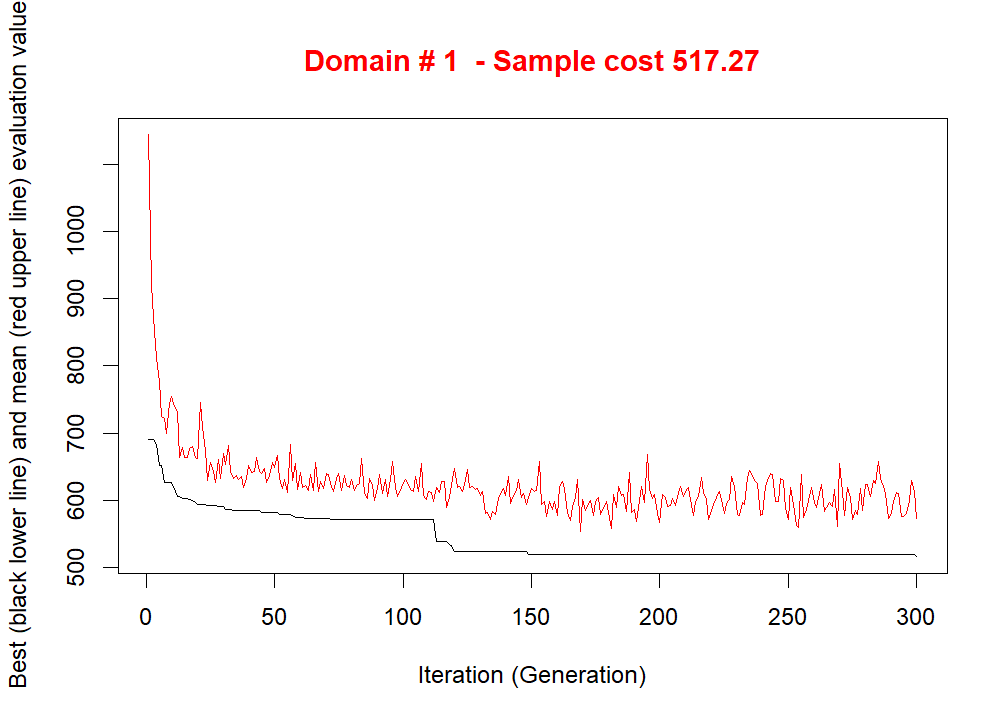 Domain # 1  - Sample cost 517.27
Best (black lower line) and mean (red upper line) evaluation value
1000
900
800
700
600
500
0 50 100 150 200 250 300
Iteration (Generation)